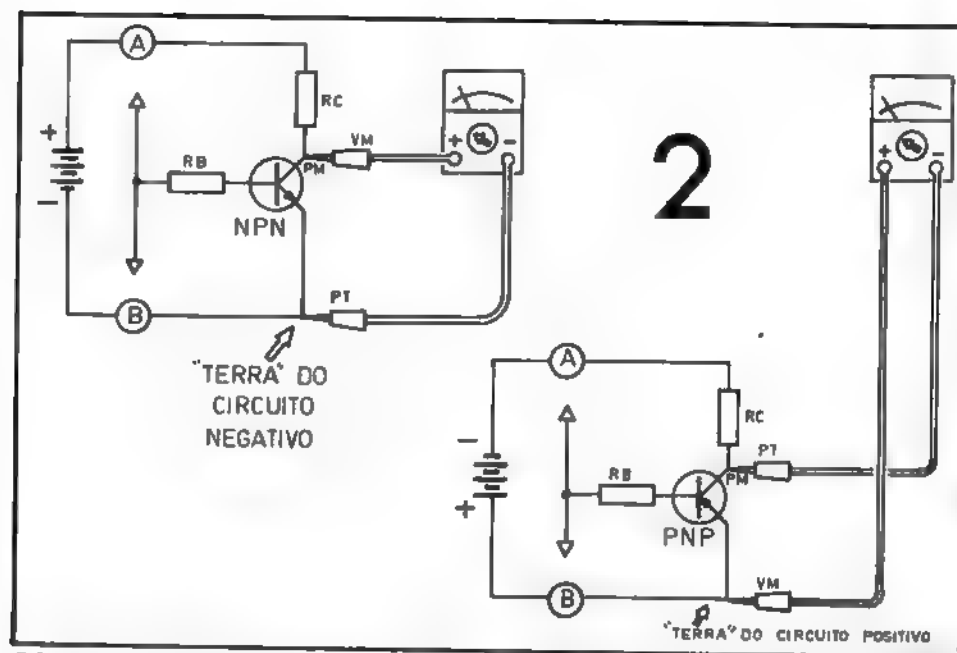 A
+
-
RC
RB
VM
PM
NPN
+ -
PT
B
"TERRA" DO
CIRCUITO
NEGATIVO
2
A
-
+
RC
RB
PT
PM
PNP
+ -
VM
B
"TERRA" DO CIRCUITO POSITIVO